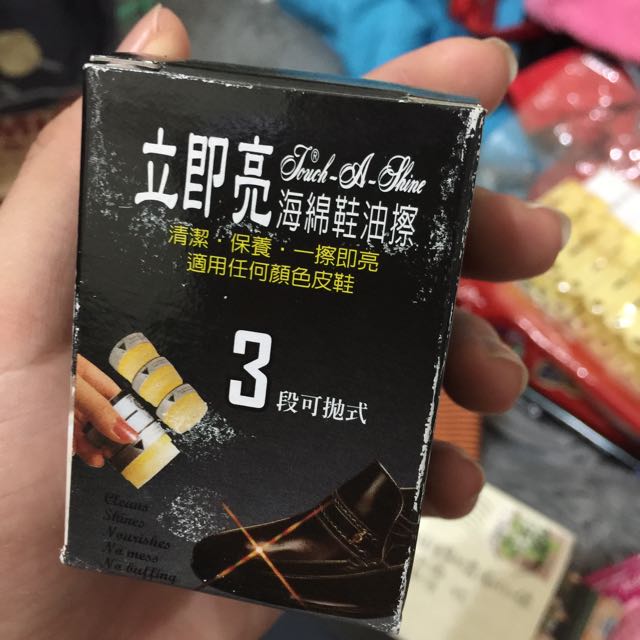 立即亮
Touch-A-Shine®
海綿鞋油擦
清潔·保養·一擦即亮
適用任何顏色皮鞋
3段可拋式
Cleans
Shines
Nourishes
No mess
No buffing